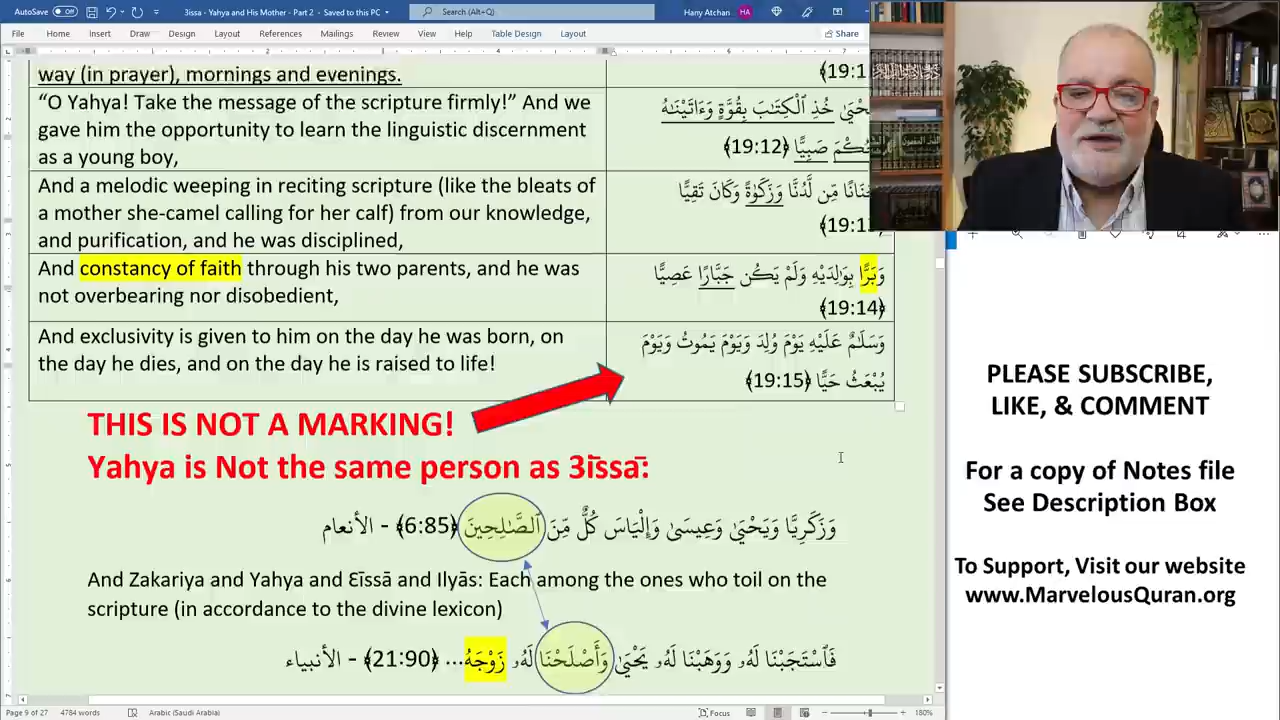 AutoSave Off
3issa - Yahya and His Mother - Part 2 - Saved to this PC
Search (Alt+Q)
Harry Atchan HA
File Home Insert Draw Design Layout References Mailings Review View Help Table Design Layout
Share
way (in prayer), mornings and evenings.
﴿19:1
“O Yahya! Take the message of the scripture firmly!” And we
gave him the opportunity to learn the linguistic discernment
as a young boy,
خُذِ ٱلْكِتَـٰبَ بِقُوَّةٍ وَءَاتَيْنَـٰهُ
صَبِيًّا ﴿19:12﴾
And a melodic weeping in reciting scripture (like the bleats of
a mother she-camel calling for her calf) from our knowledge,
and purification, and he was disciplined,
مِّن لَّدُنَّا وَزَكَوٰةً وَكَانَ تَقِيًّا
And constancy of faith through his two parents, and he was
not overbearing nor disobedient,
وَبَرًّا بِوَٰلِدَيْهِ وَلَمْ يَكُن جَبَّارًا عَصِيًّا
﴿19:14﴾
And exclusivity is given to him on the day he was born, on
the day he dies, and on the day he is raised to life!
وَسَلَـٰمٌ عَلَيْهِ يَوْمَ وُلِدَ وَيَوْمَ يَمُوتُ وَيَوْمَ
يُبْعَثُ حَيًّا ﴿19:15﴾
THIS IS NOT A MARKING!
Yahya is Not the same person as 3īssā:
وَزَكَرِيَّا وَيَحْيَىٰ وَعِيسَىٰ وَإِلْيَاسَ كُلٌّ مِّنَ ٱلصَّـٰلِحِينَ ﴿6:85﴾ - الأنعام
And Zakariya and Yahya and Ɛīssā and Ilyās: Each among the ones who toil on the
scripture (in accordance to the divine lexicon)
فَٱسْتَجَبْنَا لَهُۥ وَوَهَبْنَا لَهُۥ يَحْيَىٰ وَأَصْلَحْنَا لَهُۥ زَوْجَهُۥ... ﴿21:90﴾ - الأنبياء
PLEASE SUBSCRIBE,
LIKE, & COMMENT
For a copy of Notes file
See Description Box
To Support, Visit our website
www.MarvelousQuran.org
Page 9 of 27 4784 words Arabic (Saudi Arabia) Focus 180%